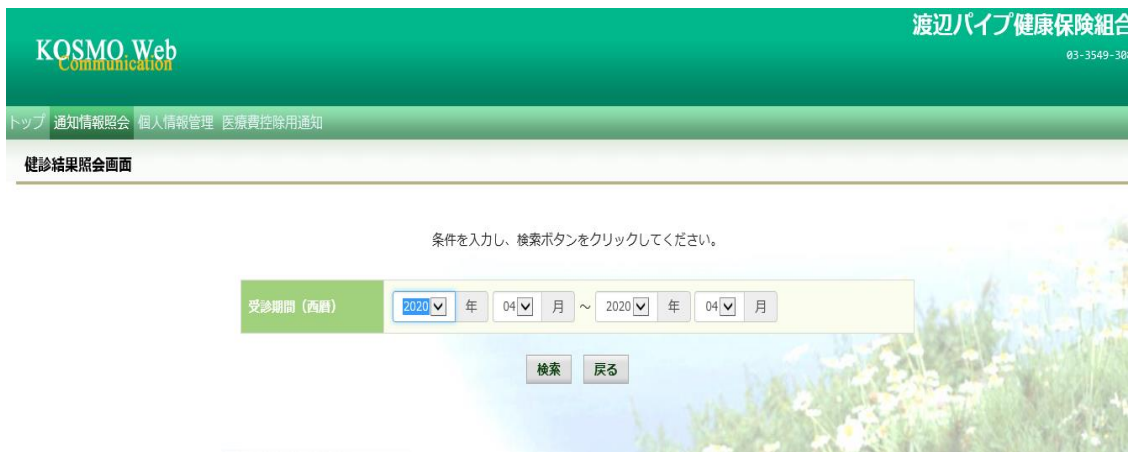 渡辺パイプ健康保険組合
KOSMO Web
Communication
03-3549-308
トップ 通知情報照会 個人情報管理 医療費控除用通知
健診結果照会画面
条件を入力し、検索ボタンをクリックしてください。
受診期間（西暦） 2020 年 04 月 ～ 2020 年 04 月
検索 戻る